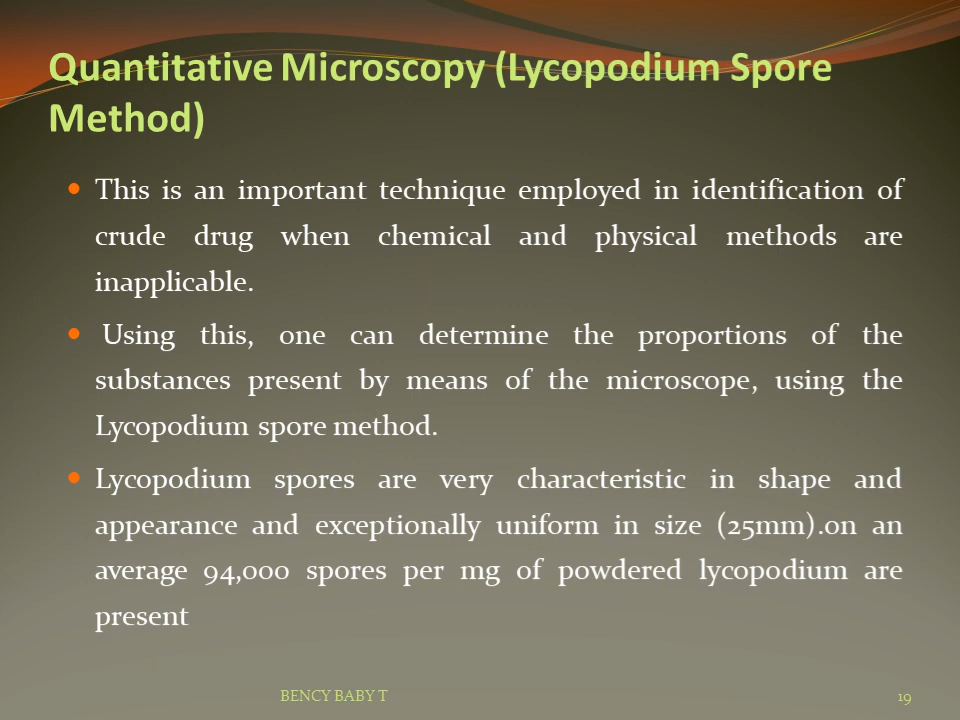 Quantitative Microscopy (Lycopodium Spore
Method)
• This is an important technique employed in identification of
crude drug when chemical and physical methods are
inapplicable.
• Using this, one can determine the proportions of the
substances present by means of the microscope, using the
Lycopodium spore method.
• Lycopodium spores are very characteristic in shape and
appearance and exceptionally uniform in size (25mm).on an
average 94,000 spores per mg of powdered lycopodium are
present
BENCY BABY T
19